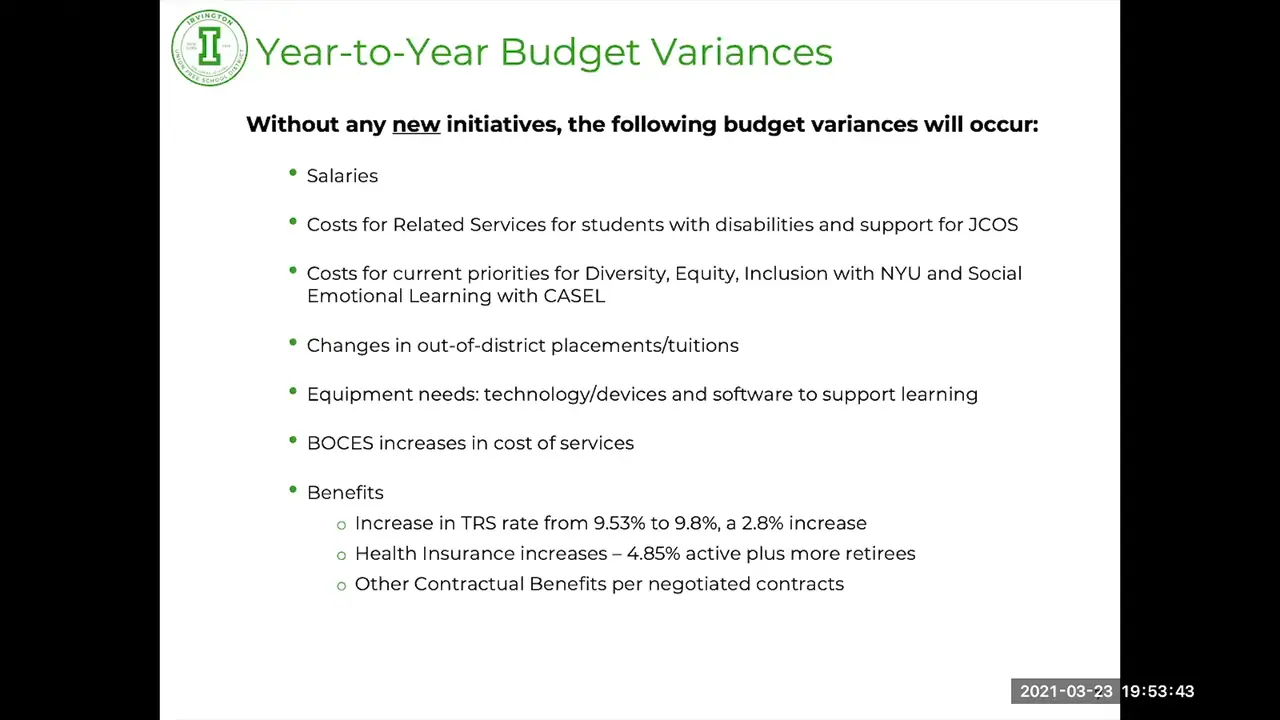 IRVINGTON
I
UNION FREE SCHOOL DISTRICT
Year-to-Year Budget Variances
Without any new initiatives, the following budget variances will occur:
• Salaries
• Costs for Related Services for students with disabilities and support for JCOS
• Costs for current priorities for Diversity, Equity, Inclusion with NYU and Social
Emotional Learning with CASEL
• Changes in out-of-district placements/tuitions
• Equipment needs: technology/devices and software to support learning
• BOCES increases in cost of services
• Benefits
o Increase in TRS rate from 9.53% to 9.8%, a 2.8% increase
o Health Insurance increases – 4.85% active plus more retirees
o Other Contractual Benefits per negotiated contracts
2021-03-23 19:53:43